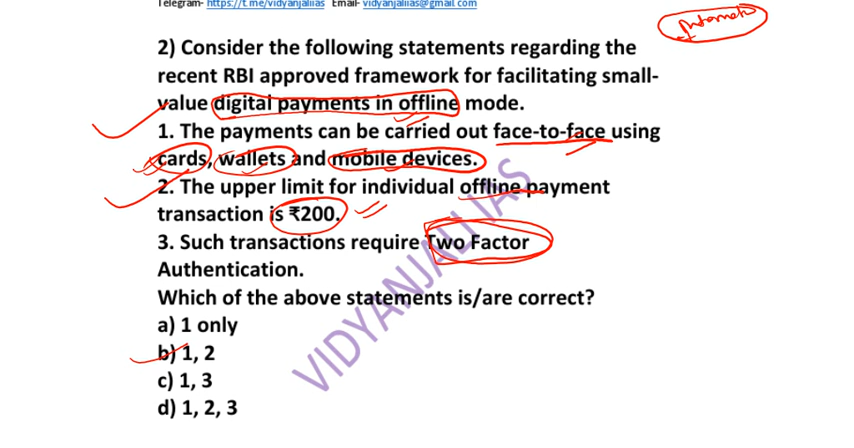 Telegram- https://t.me/vidyanjaliias Email- vidyanjaliias@gmail.com
2) Consider the following statements regarding the
recent RBI approved framework for facilitating small-
value digital payments in offline mode.
1. The payments can be carried out face-to-face using
cards, wallets and mobile devices.
2. The upper limit for individual offline payment
transaction is ₹200.
3. Such transactions require Two Factor
Authentication.
Which of the above statements is/are correct?
a) 1 only
b) 1, 2
c) 1, 3
d) 1, 2, 3
VIDYANJALI IAS